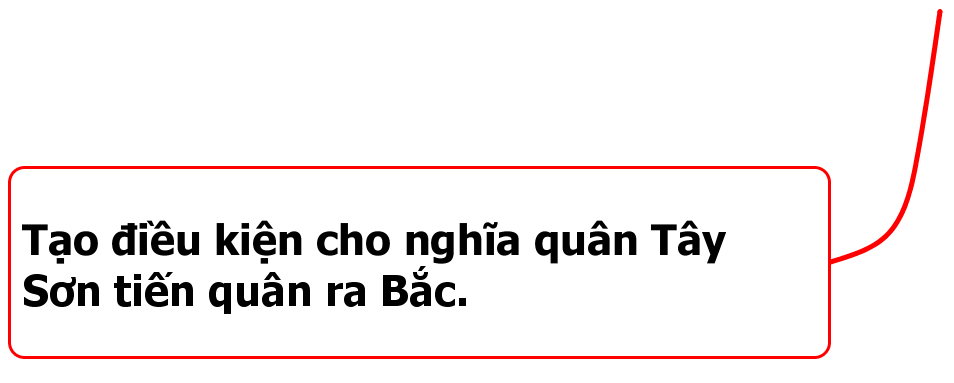 Tạo điều kiện cho nghĩa quân Tây
Sơn tiến quân ra Bắc.